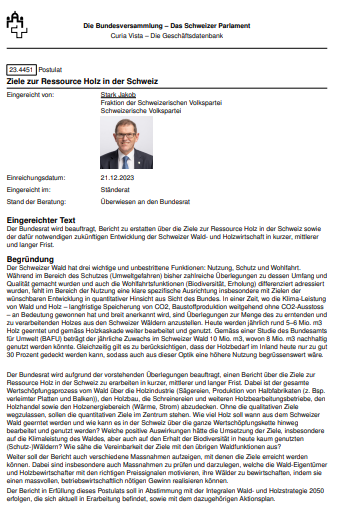 Die Bundesversammlung – Das Schweizer Parlament
Curia Vista – Die Geschäftsdatenbank
23.4451 Postulat
Ziele zur Ressource Holz in der Schweiz
Eingereicht von: Stark Jakob
Fraktion der Schweizerischen Volkspartei
Schweizerische Volkspartei
Einreichungsdatum: 21.12.2023
Eingereicht im: Ständerat
Stand der Beratung: Überwiesen an den Bundesrat
Eingereichter Text
Der Bundesrat wird beauftragt, Bericht zu erstatten über die Ziele zur Ressource Holz in der Schweiz sowie
der dafür notwendigen zukünftigen Entwicklung der Schweizer Wald- und Holzwirtschaft in kurzer, mittlerer
und langer Frist.
Begründung
Der Schweizer Wald hat drei wichtige und unbestrittene Funktionen: Nutzung, Schutz und Wohlfahrt.
Während im Bereich des Schutzes (Umweltgefahren) bisher zahlreiche Überlegungen zu dessen Umfang und
Qualität gemacht wurden und auch die Wohlfahrtsfunktionen (Biodiversität, Erholung) differenziert adressiert
wurden, fehlt im Bereich der Nutzung eine klare spezifische Ausrichtung insbesondere mit Zielen der
wünschbaren Entwicklung in quantitativer Hinsicht aus Sicht des Bundes. In einer Zeit, wo die Klima-Leistung
von Wald und Holz – langfristige Speicherung von CO2, Baustoffproduktion weitgehend ohne CO2-Ausstoss
– an Bedeutung gewonnen hat und breit anerkannt wird, sind Überlegungen zur Menge des zu erntenden und
zu verarbeitenden Holzes aus den Schweizer Wäldern erforderlich. Heute werden jährlich rund 5–6 Mio. m3
Holz geerntet und gemäss Holzkaskade weiter bearbeitet und genutzt. Gemäss einer Studie des Bundesamts
für Umwelt (BAFU) beträgt der jährliche Zuwachs im Schweizer Wald 10 Mio. m3, wovon 8 Mio. m3 nachhaltig
genutzt werden könnte. Gleichzeitig gilt es zu berücksichtigen, dass der Holzbedarf im Inland heute nur zu gut
30 Prozent gedeckt werden kann, sodass auch aus dieser Optik eine höhere Nutzung begrüssenswert wäre.
Der Bundesrat wird aufgrund der vorstehenden Überlegungen beauftragt, einen Bericht über die Ziele zur
Ressource Holz in der Schweiz zu erarbeiten in kurzer, mittlerer und langer Frist. Dabei ist der gesamte
Wertschöpfungsprozess vom Wald über die Holzindustrie (Sägereien, Produktion von Halbfabrikaten (z. Bsp.
verleimter Platten und Balken)), den Holzbau, die Schreinereien und weiteren Holzbearbeitungsbetriebe, den
Holzhandel sowie den Holzenergiebereich (Wärme, Strom) abzudecken. Ohne die qualitativen Ziele
wegzulassen, sollen die quantitativen Ziele im Zentrum stehen. Wie viel Holz soll wann aus dem Schweizer
Wald geerntet werden und wie kann es in der Schweiz über die ganze Wertschöpfungskette hinweg
bearbeitet und genutzt werden? Welche positiven Auswirkungen hätte die Umsetzung der Ziele, insbesondere
auf die Klimaleistung des Waldes, aber auch auf den Erhalt der Biodiversität in heute kaum genutzten
(Schutz-)Wäldern? Wie sähe die Vereinbarkeit der Ziele mit den übrigen Waldfunktionen aus?
Weiter soll der Bericht auch verschiedene Massnahmen aufzeigen, mit denen die Ziele erreicht werden
können. Dabei sind insbesondere auch Massnahmen zu prüfen und darzulegen, welche die Wald-Eigentümer
und Holzbewirtschafter mit den richtigen Preissignalen motivieren, ihre Wälder zu bewirtschaften, indem sie
einen massvollen, betriebswirtschaftlich nötigen Gewinn realisieren können.
Der Bericht in Erfüllung dieses Postulats soll in Abstimmung mit der Integralen Wald- und Holzstrategie 2050
erfolgen, die sich aktuell in Erarbeitung befindet, sowie mit dem dazugehörigen Aktionsplan.